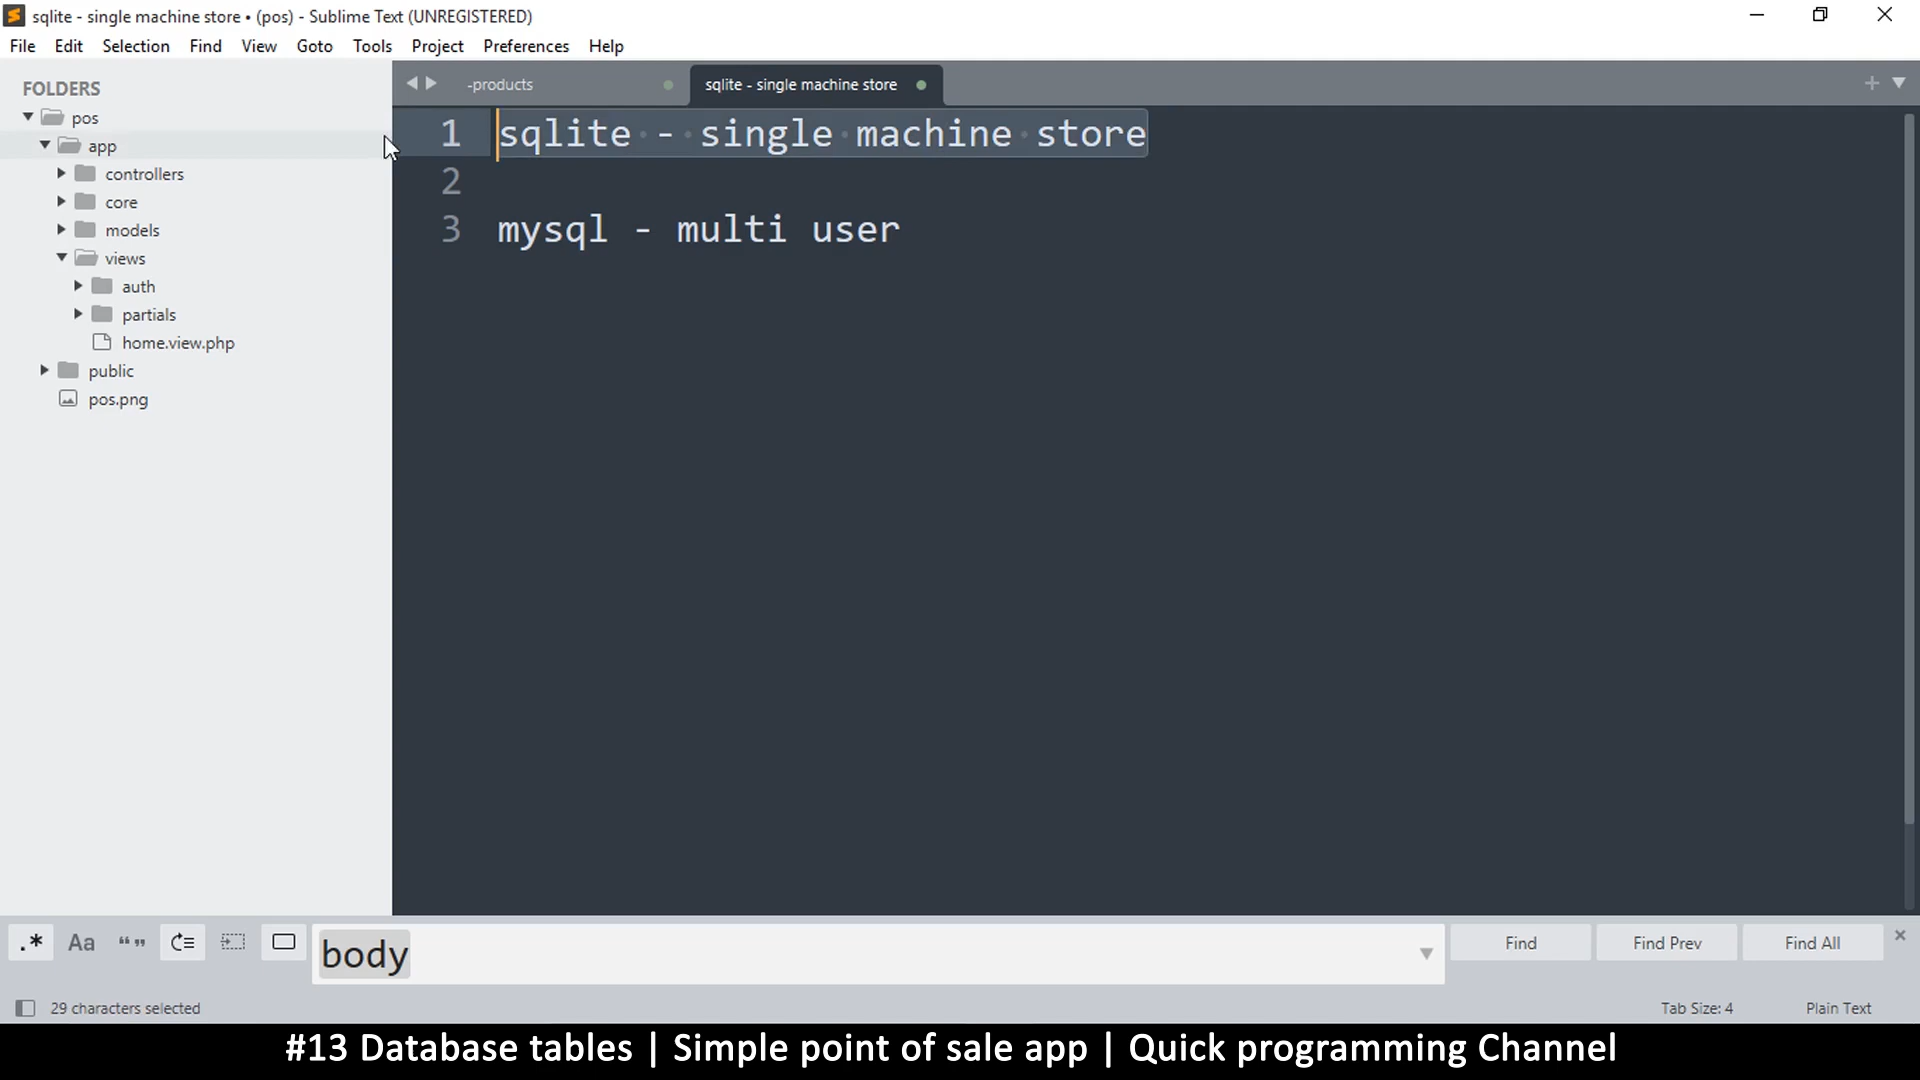 sqlite - single machine store • (pos) - Sublime Text (UNREGISTERED)
File Edit Selection Find View Goto Tools Project Preferences Help
FOLDERS
pos
app
controllers
core
models
views
auth
partials
home.view.php
public
pos.png
-products
sqlite - single machine store
1 sqlite - single machine store
2
3 mysql - multi user
.* Aa “” body Find Find Prev Find All
29 characters selected Tab Size: 4 Plain Text
#13 Database tables | Simple point of sale app | Quick programming Channel